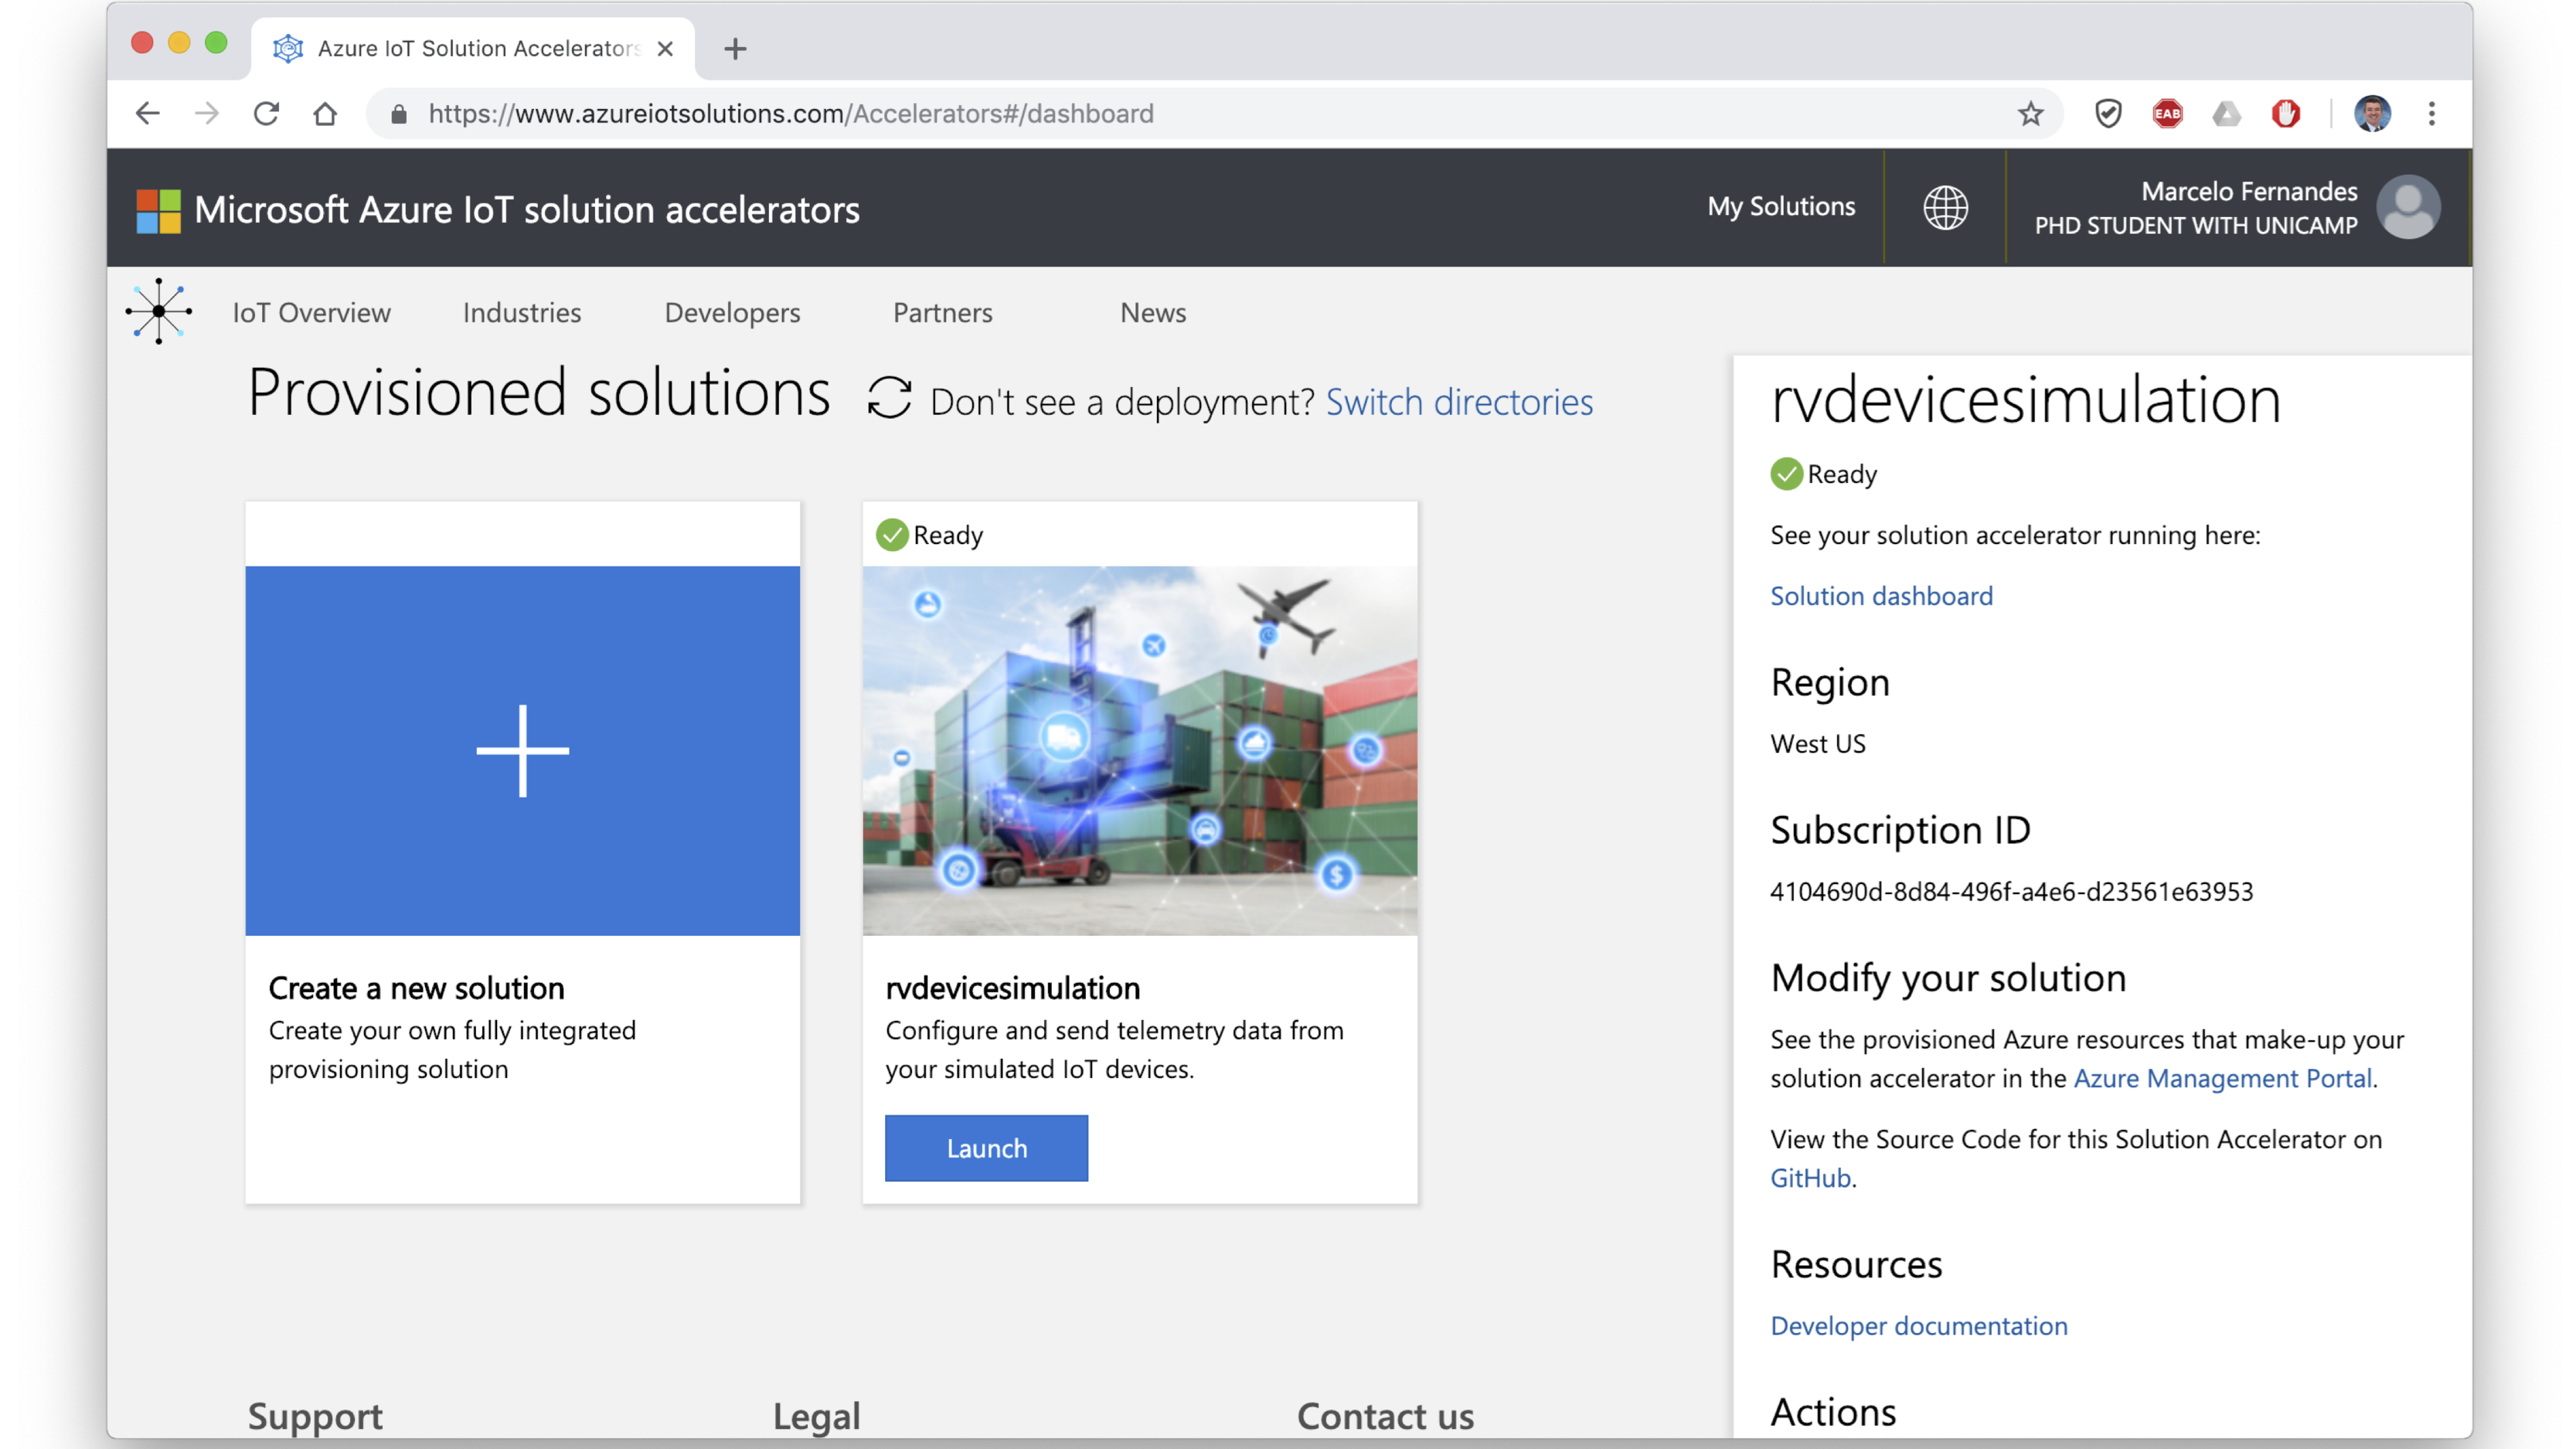 Azure IoT Solution Accelerators
https://www.azureiotsolutions.com/Accelerators#/dashboard
EAB
Microsoft Azure IoT solution accelerators
My Solutions
Marcelo Fernandes
PHD STUDENT WITH UNICAMP
IoT Overview
Industries
Developers
Partners
News
Provisioned solutions
Don't see a deployment? Switch directories
Create a new solution
Create your own fully integrated
provisioning solution
Ready
$
rvdevicesimulation
Configure and send telemetry data from
your simulated IoT devices.
Launch
rvdevicesimulation
Ready
See your solution accelerator running here:
Solution dashboard
Region
West US
Subscription ID
4104690d-8d84-496f-a4e6-d23561e63953
Modify your solution
See the provisioned Azure resources that make-up your
solution accelerator in the Azure Management Portal.
View the Source Code for this Solution Accelerator on
GitHub.
Resources
Developer documentation
Actions
Support
Legal
Contact us